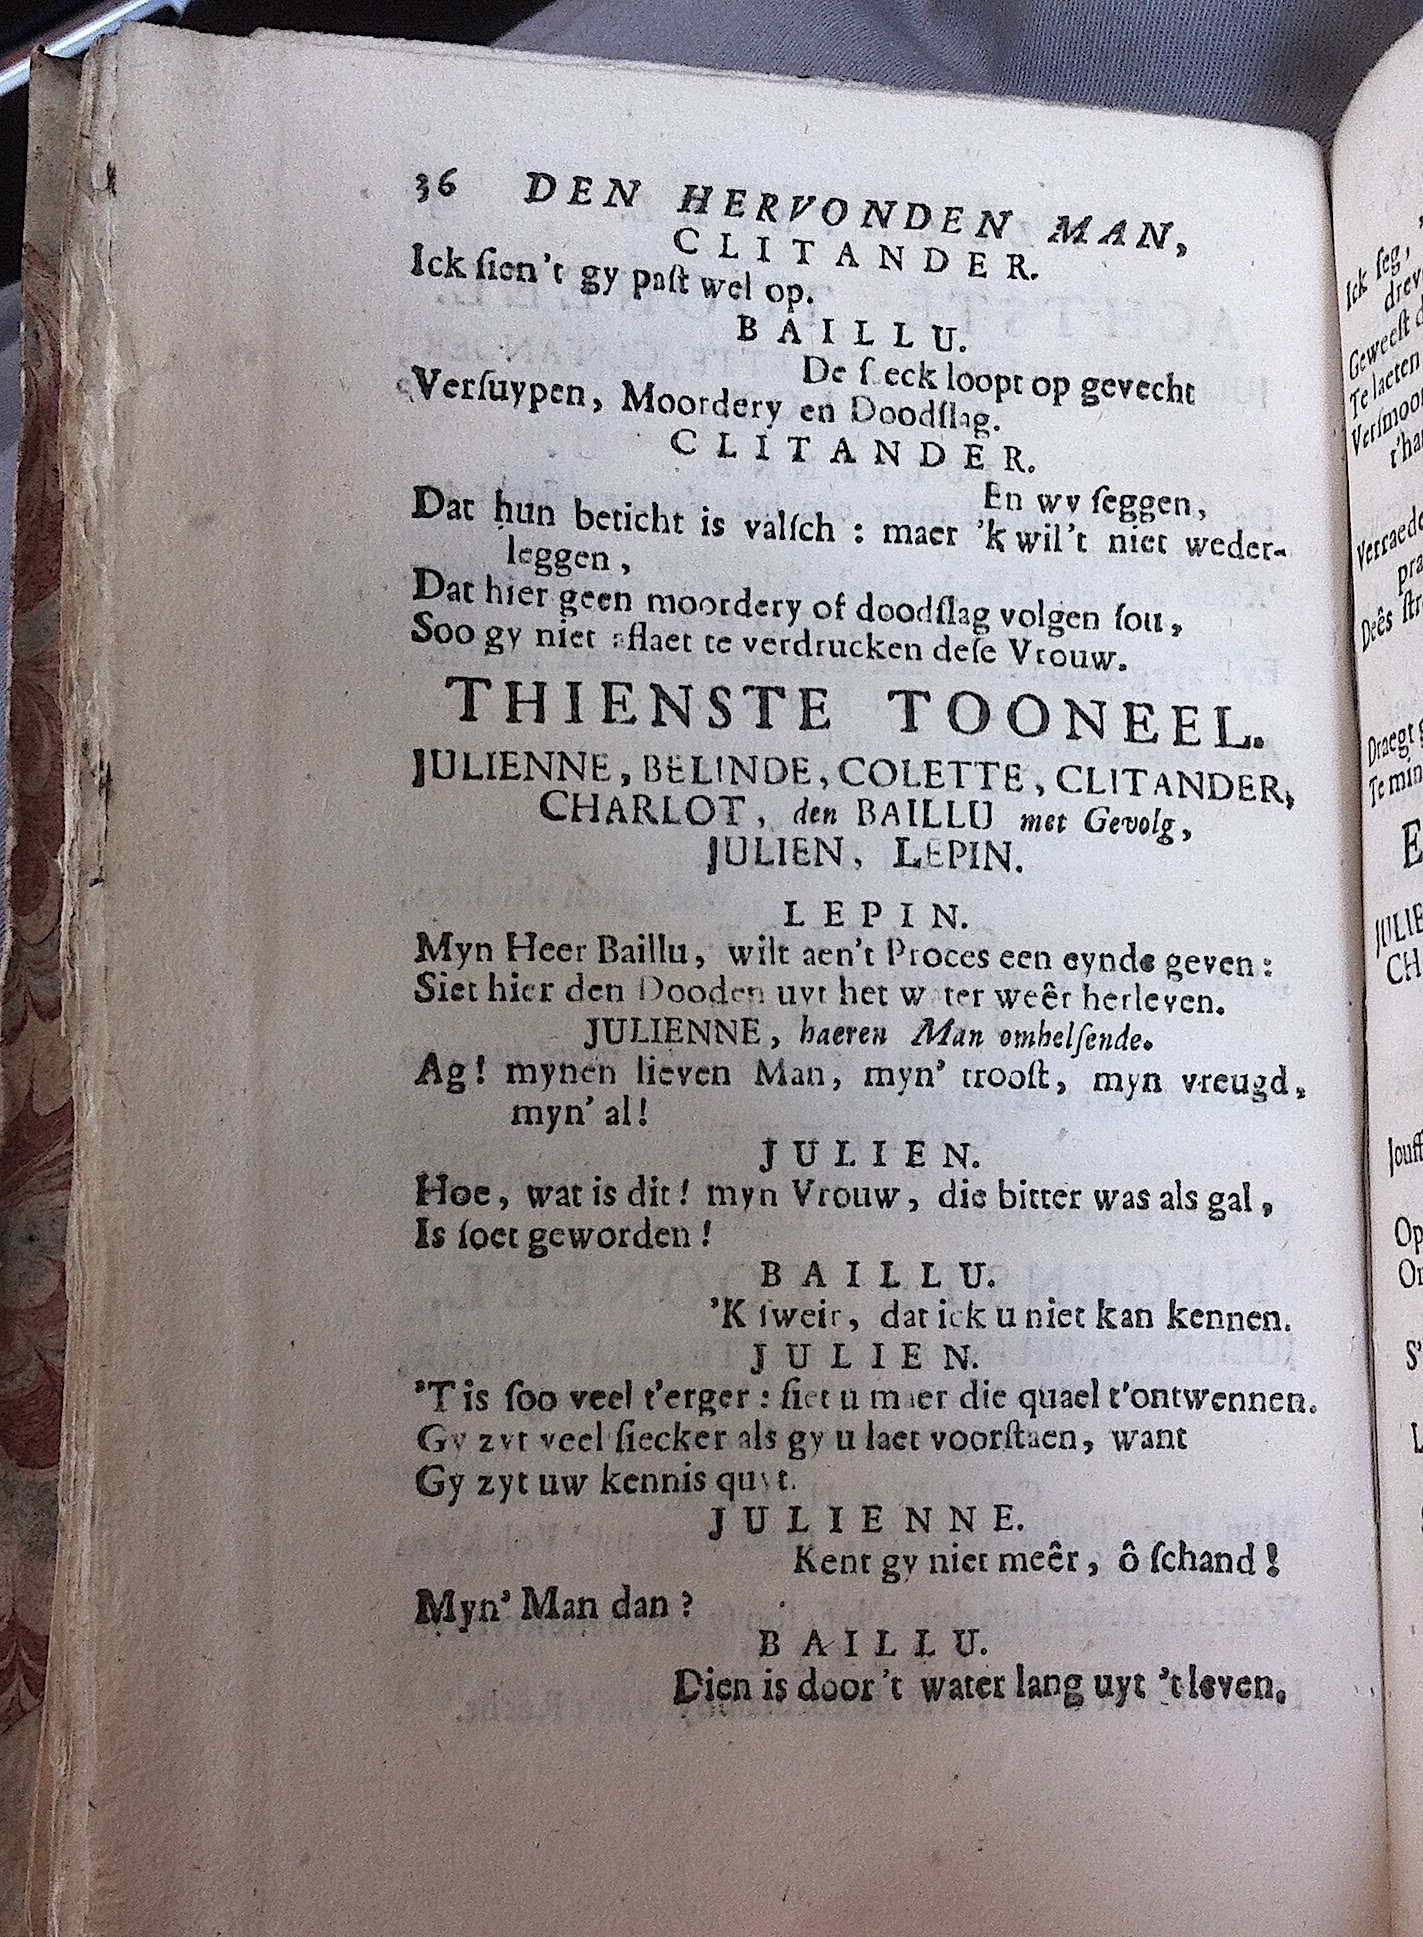 36 DEN HERVONDEN MAN,
CLITANDER.
Ick ſien't gy paſt wel op.
BAILLU.
De ſ eck loopt op gevecht
Verſuypen, Moordery en Doodſlag.
CLITANDER.
En wy ſeggen,
Dat hun beticht is valſch : maer 'k wil't niet weder-
leggen,
Dat hier geen moordery of doodſlag volgen ſou,
Soo gy niet aflaet te verdrucken deſe Vrouw.
THIENSTE TOONEEL.
JULIENNE, BELINDE, COLETTE, CLITANDER,
CHARLOT, den BAILLU met Gevolg,
JULIEN, LEPIN.
LEPIN.
Myn Heer Baillu, wilt aen't Proces een eynde geven :
Siet hier den Dooden uyt het water weêr herleven.
JULIENNE, haeren Man omhelſende.
Ag! mynen lieven Man, myn' trooſt, myn vreugd,
myn' al!
JULIEN.
Hoe, wat is dit! myn Vrouw, die bitter was als gal,
Is ſoet geworden!
BAILLU.
'K ſweir, dat ick u niet kan kennen.
JULIEN.
'T is ſoo veel t'erger : ſiet u maer die quael t'ontwennen.
Gy zyt veel ſiecker als gy u laet voorſtaen, want
Gy zyt uw kennis quyt.
JULIENNE.
Kent gy niet meêr, ô ſchand!
Myn' Man dan?
BAILLU.
Dien is door't water lang uyt 't leven.